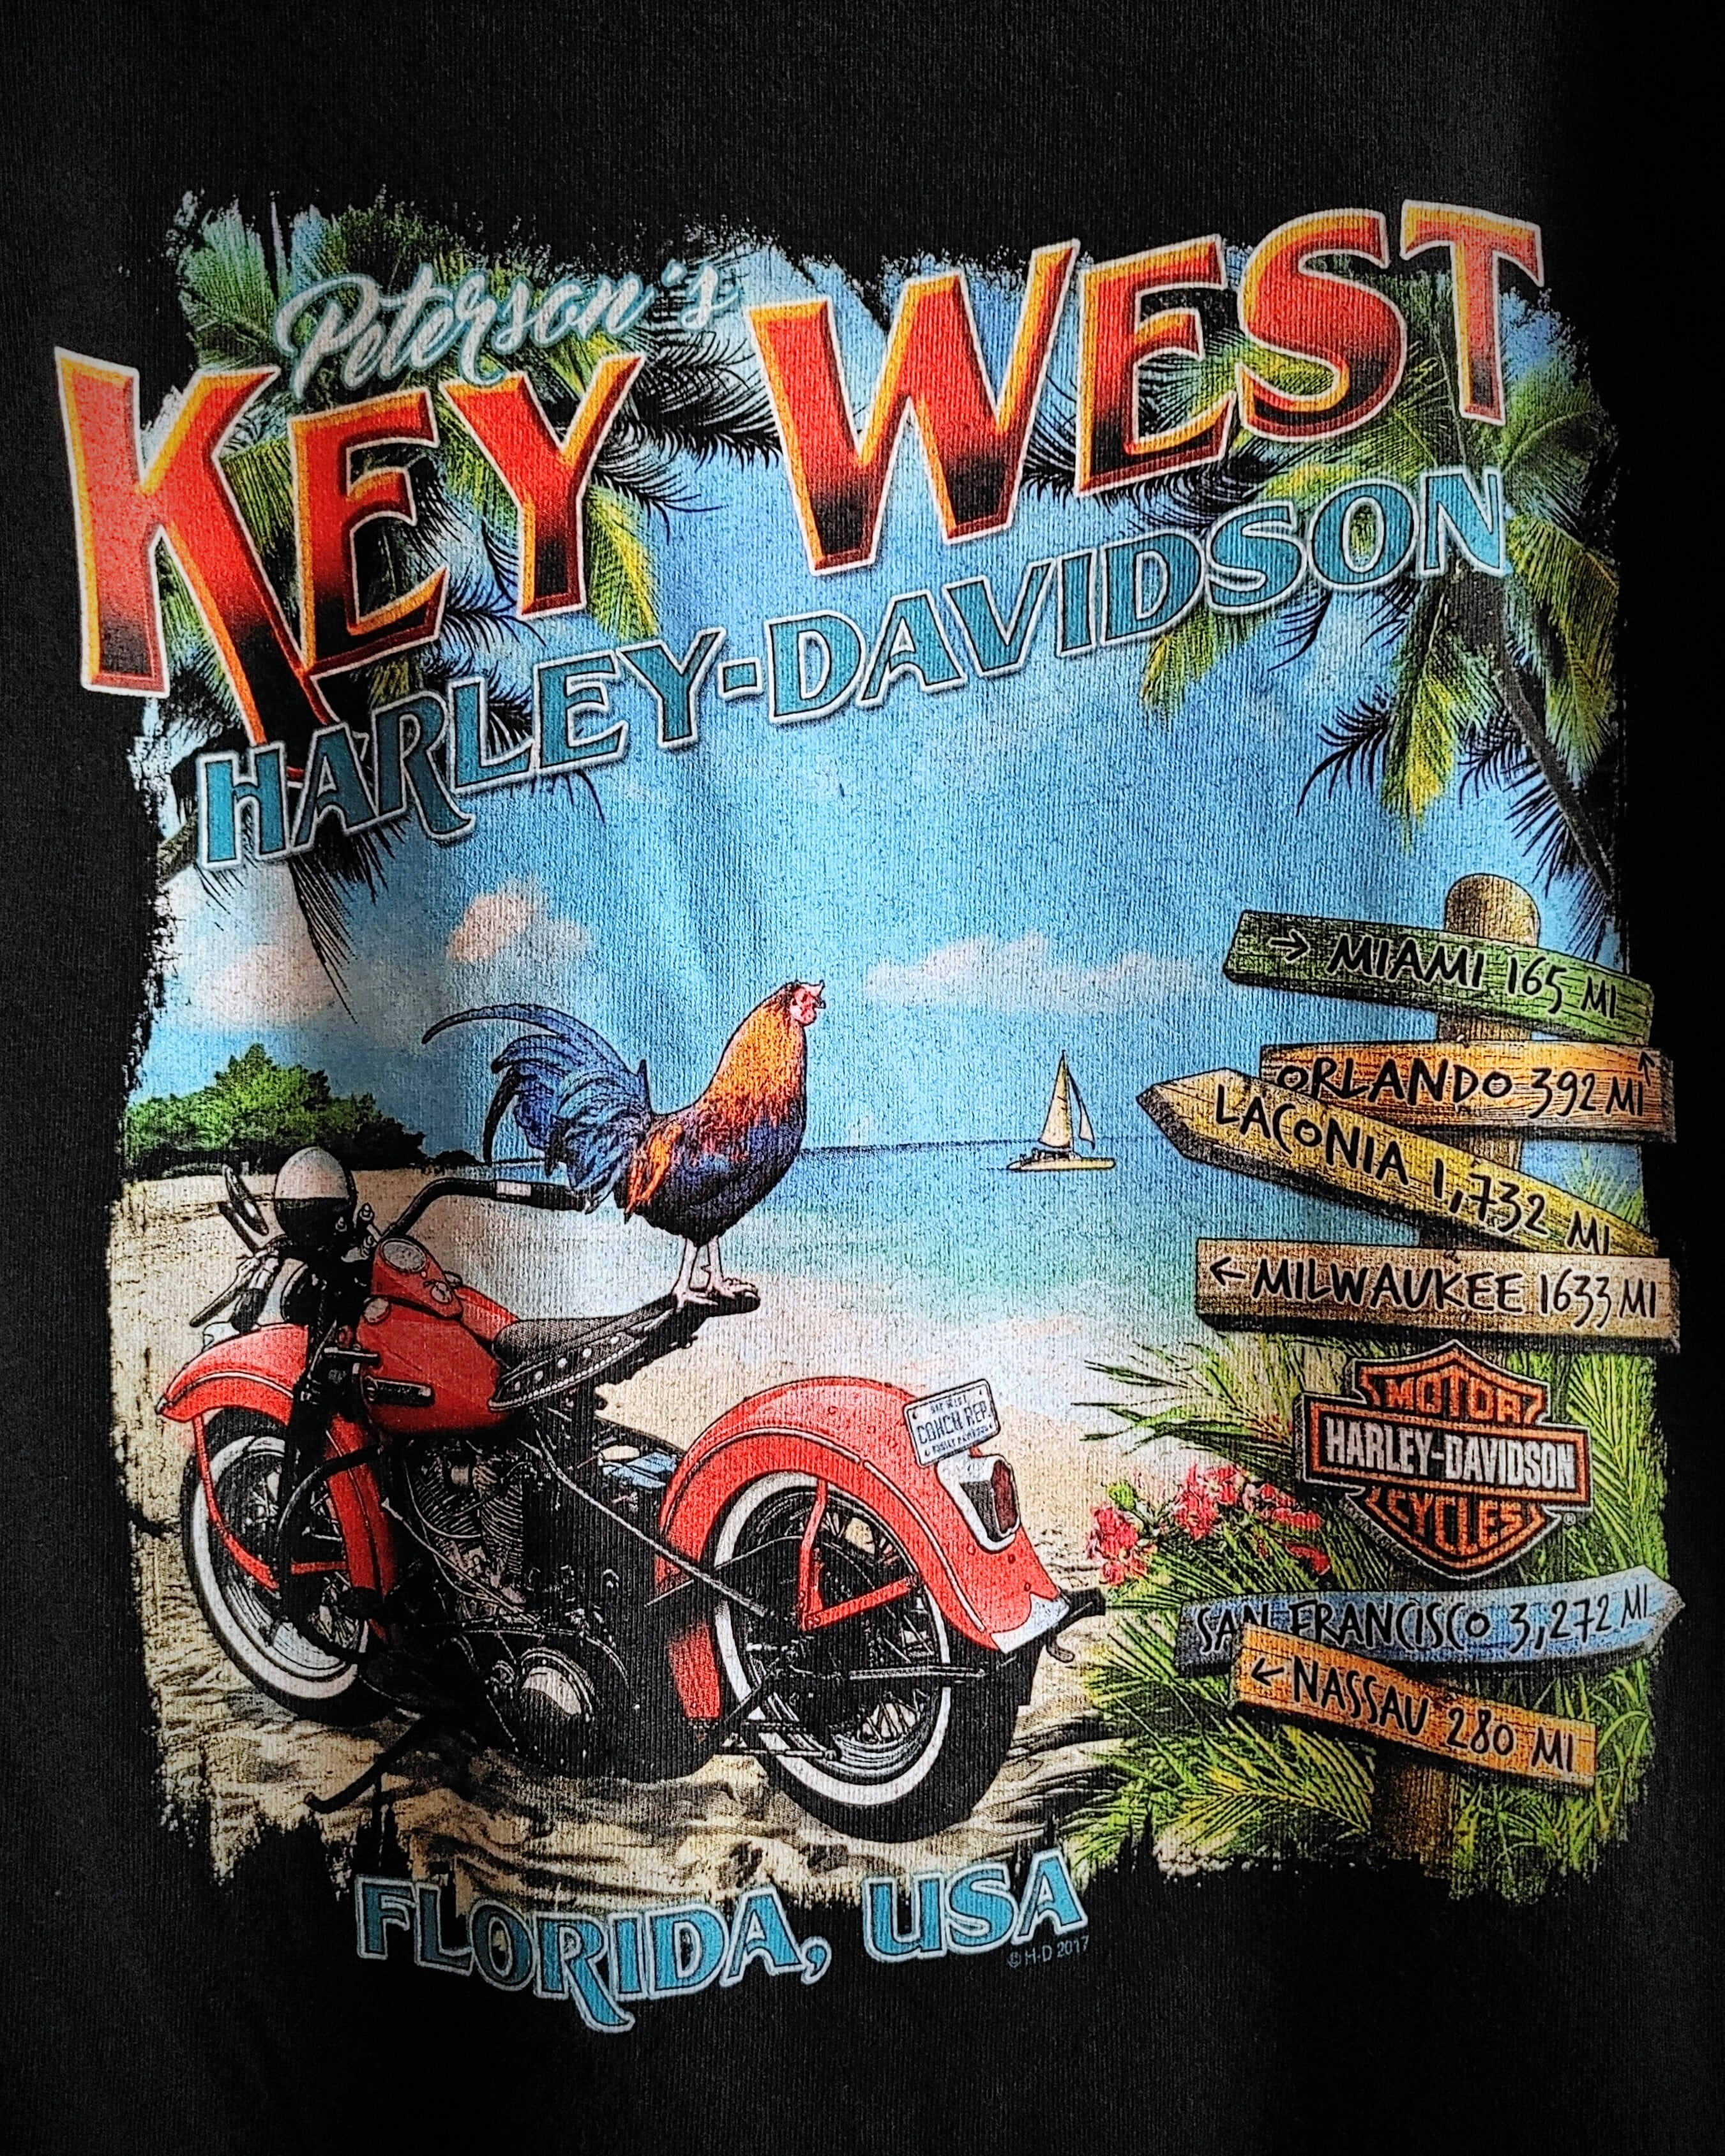 Peterson's
KEY WEST
HARLEY-DAVIDSON
→ MIAMI 165 MI
ORLANDO 392 MI ↑
LACONIA 1,732 MI
← MILWAUKEE 1633 MI
MOTOR
HARLEY-DAVIDSON
CYCLES
®
CONCH REP.
SAN FRANCISCO 3,272 MI
← NASSAU 280 MI
FLORIDA, USA
© H-D 2017